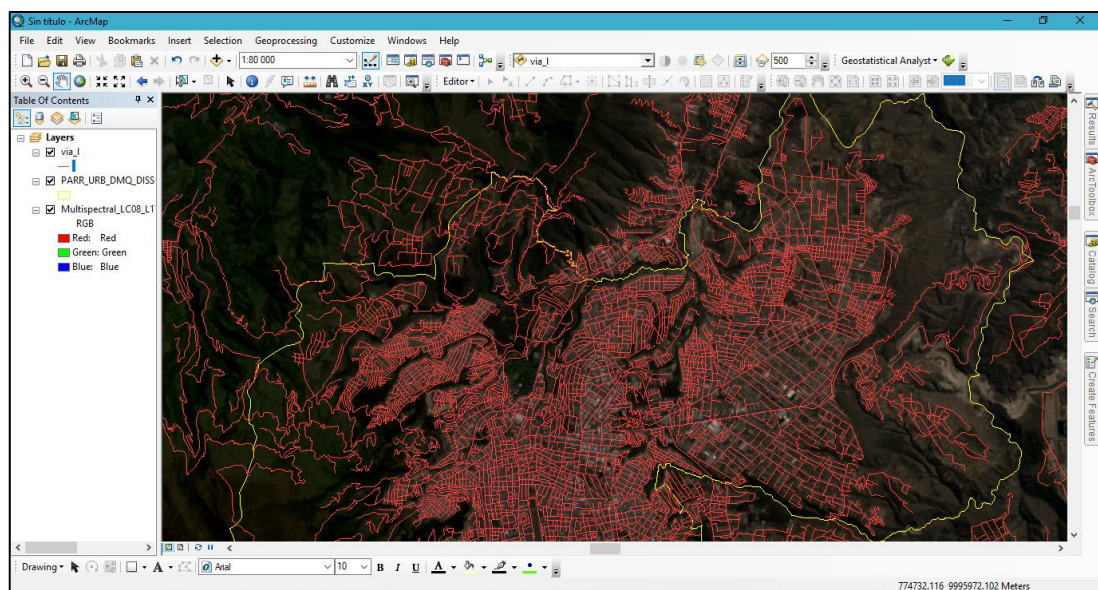 Sin título - ArcMap
File Edit View Bookmarks Insert Selection Geoprocessing Customize Windows Help
1:80 000 via_l 500 Geostatistical Analyst
Editor
Table Of Contents
Layers
via_l
PARR_URB_DMQ_DISS
Multispectral_LC08_L1
RGB
Red: Red
Green: Green
Blue: Blue
Results
ArcToolbox
Catalog
Search
Create Features
Drawing A Arial 10 B I U A
774732.116 9995972.102 Meters